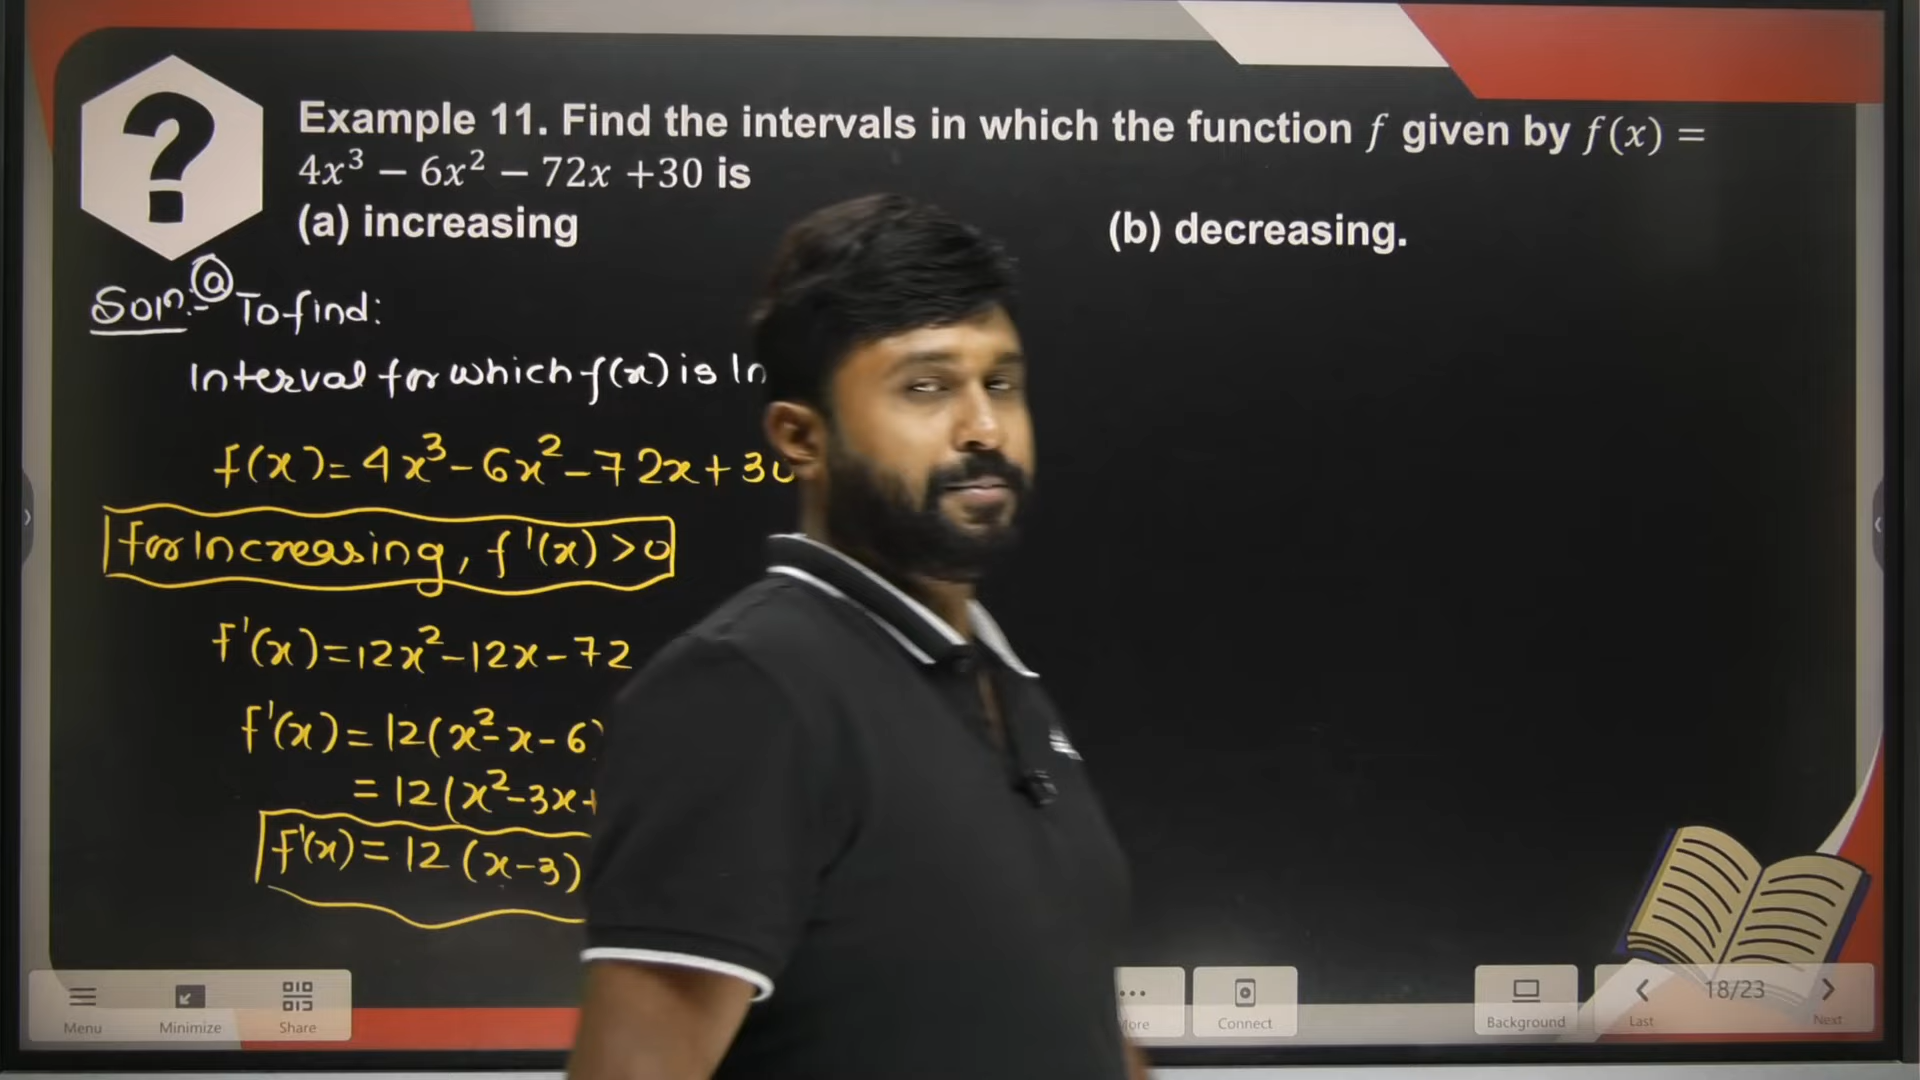 ?
Example 11. Find the intervals in which the function f given by f(x) =
4x³ − 6x² − 72x +30 is
(a) increasing (b) decreasing.
Soln:- (a) To find:
Interval for which f(x) is In
f(x)= 4x³-6x²-72x+30
for Increasing, f'(x) >0
f'(x)=12x²-12x-72
f'(x) = 12(x²-x-6)
= 12(x²-3x+
f'(x)= 12 (x-3)
Menu Minimize Share More Connect Background Last 18/23 Next